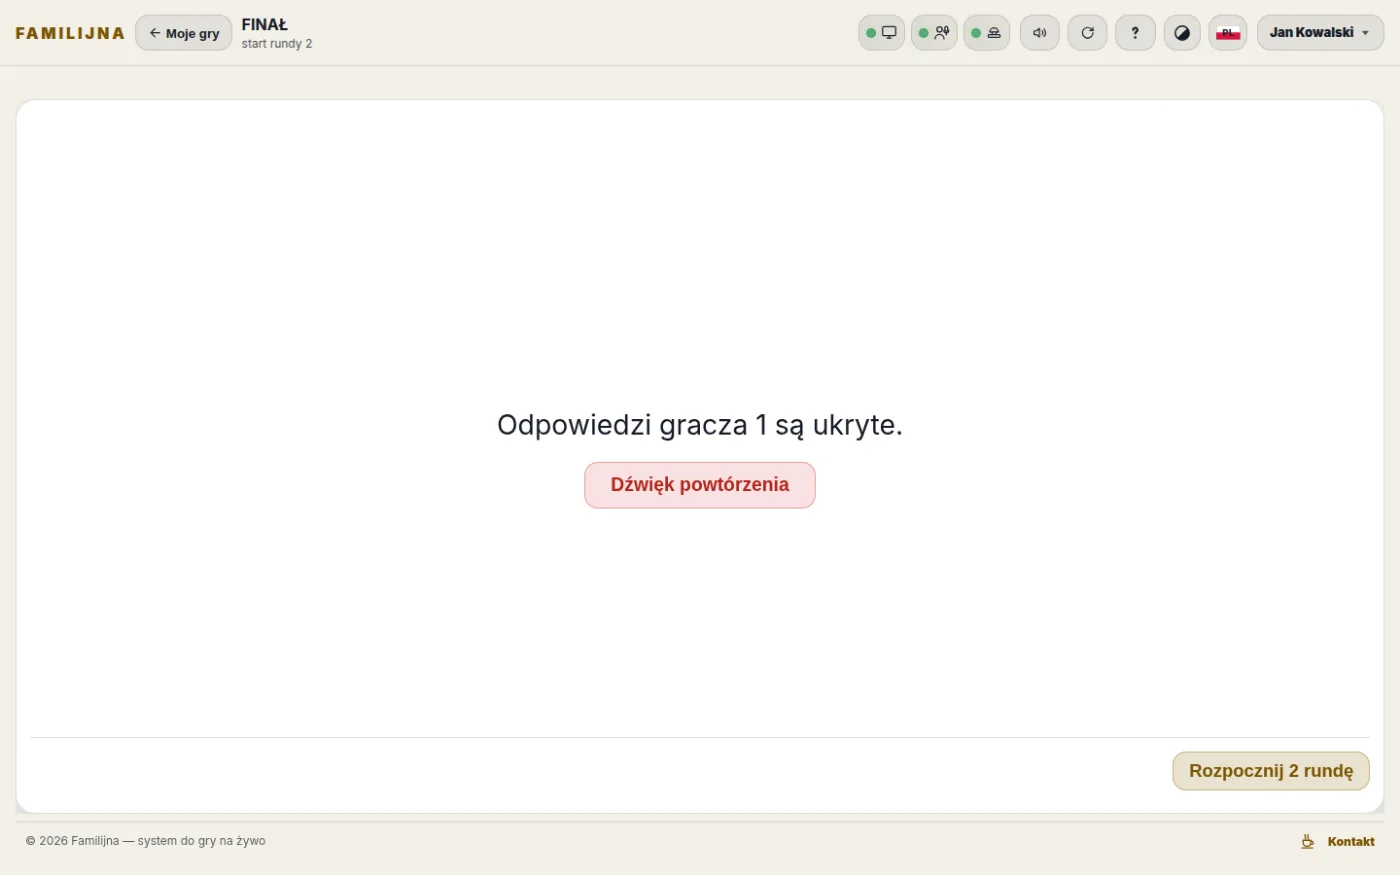 FAMILIJNA
← Moje gry
FINAŁ
start rundy 2
?
PL
Jan Kowalski
Odpowiedzi gracza 1 są ukryte.
Dźwięk powtórzenia
Rozpocznij 2 rundę
© 2026 Familijna — system do gry na żywo
Kontakt